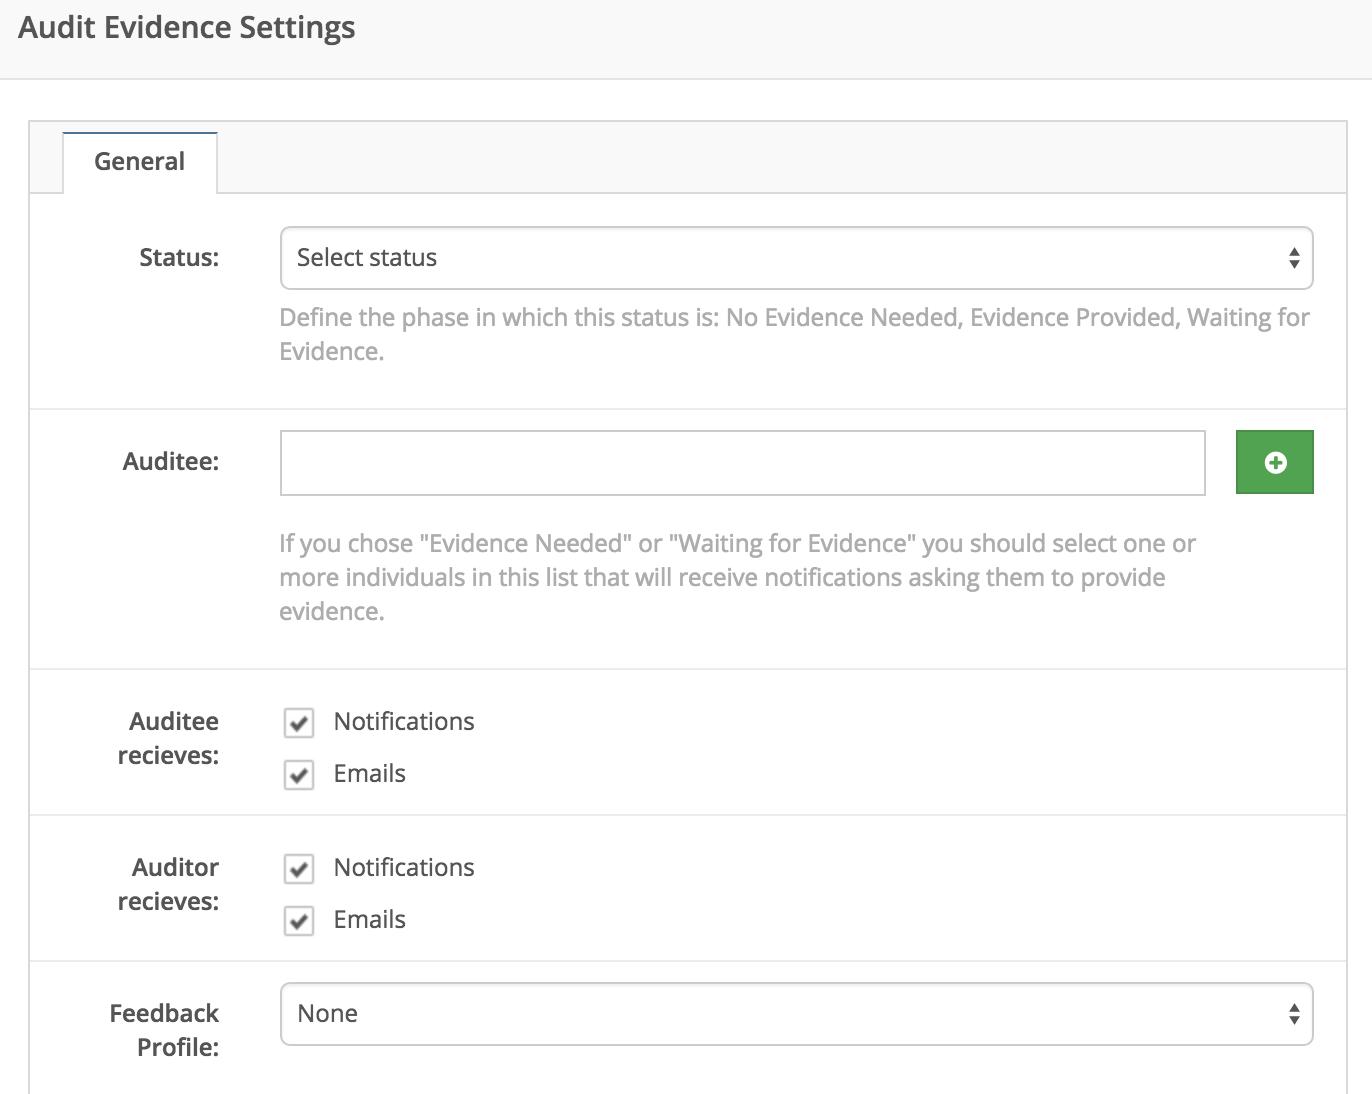 Audit Evidence Settings
General
Status:
Select status
Define the phase in which this status is: No Evidence Needed, Evidence Provided, Waiting for
Evidence.
Auditee:
If you chose "Evidence Needed" or "Waiting for Evidence" you should select one or
more individuals in this list that will receive notifications asking them to provide
evidence.
Auditee
recieves:
Notifications
Emails
Auditor
recieves:
Notifications
Emails
Feedback
Profile:
None